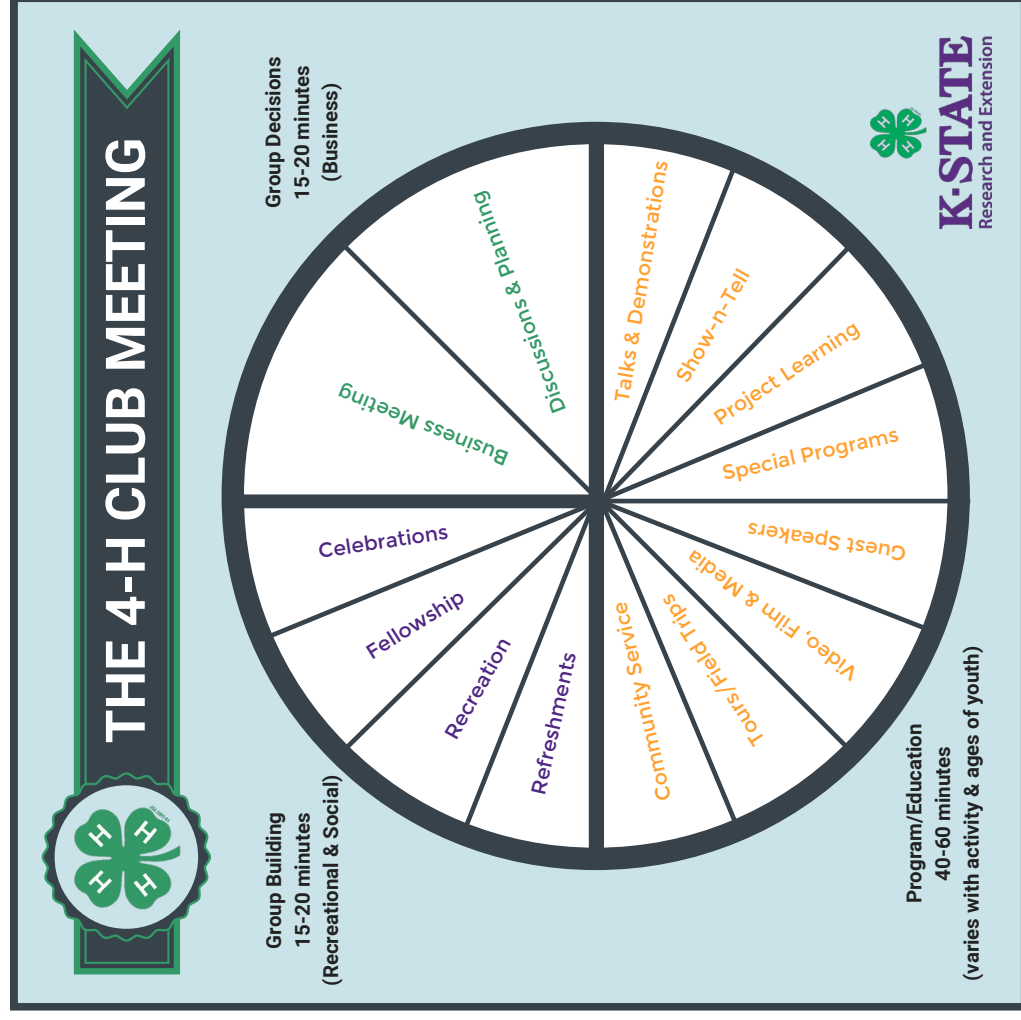 THE 4-H CLUB MEETING
Group Building
15-20 minutes
(Recreational & Social)
Group Decisions
15-20 minutes
(Business)
Celebrations
Fellowship
Recreation
Refreshments
Business Meeting
Discussions & Planning
Talks & Demonstrations
Show-n-Tell
Project Learning
Special Programs
Guest Speakers
Video, Film & Media
Tours/Field Trips
Community Service
Program/Education
40-60 minutes
(varies with activity & ages of youth)
H
H
H
H
H
H
H
H
K-STATE
Research and Extension